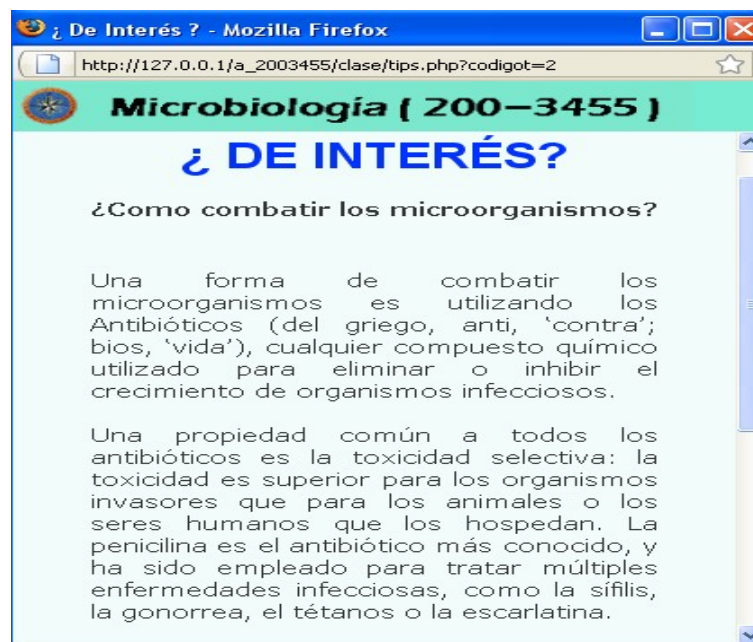 ¿ De Interés ? - Mozilla Firefox
http://127.0.0.1/a_2003455/clase/tips.php?codigot=2
Microbiología ( 200-3455 )
¿ DE INTERÉS?
¿Como combatir los microorganismos?
Una forma de combatir los
microorganismos es utilizando los
Antibióticos (del griego, anti, ‘contra’;
bios, ‘vida’), cualquier compuesto químico
utilizado para eliminar o inhibir el
crecimiento de organismos infecciosos.
Una propiedad común a todos los
antibióticos es la toxicidad selectiva: la
toxicidad es superior para los organismos
invasores que para los animales o los
seres humanos que los hospedan. La
penicilina es el antibiótico más conocido, y
ha sido empleado para tratar múltiples
enfermedades infecciosas, como la sífilis,
la gonorrea, el tétanos o la escarlatina.